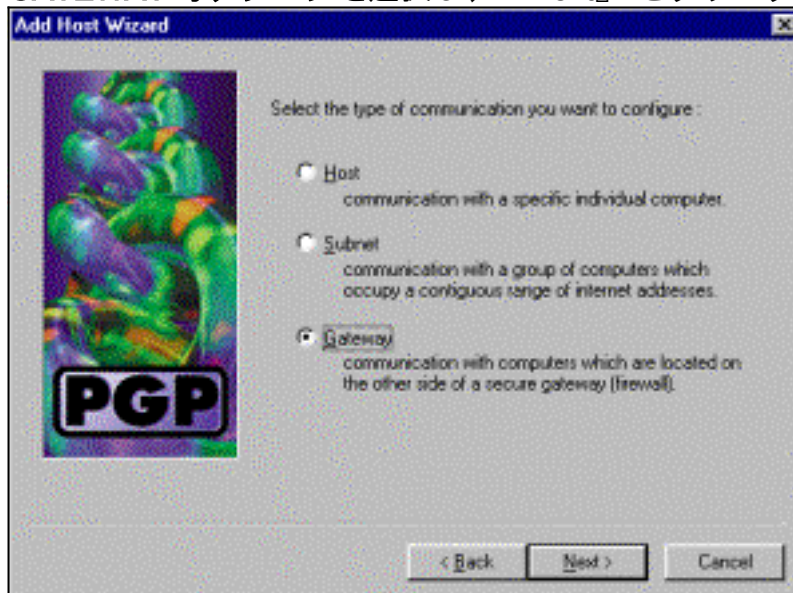 Add Host Wizard
Select the type of communication you want to configure :
Host
communication with a specific individual computer.
Subnet
communication with a group of computers which
occupy a contiguous range of internet addresses.
Gateway
communication with computers which are located on
the other side of a secure gateway (firewall).
PGP
< Back
Next >
Cancel